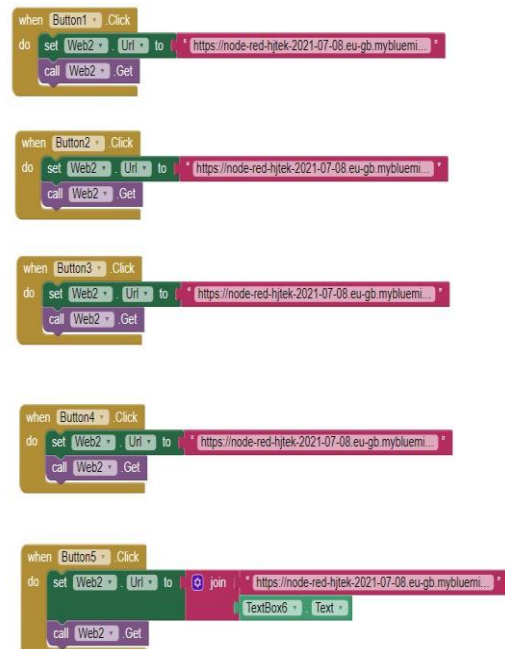 when Button1 .Click
do set Web2 . Url to " https://node-red-hjtek-2021-07-08.eu-gb.mybluemi... "
call Web2 .Get
when Button2 .Click
do set Web2 . Url to " https://node-red-hjtek-2021-07-08.eu-gb.mybluemi... "
call Web2 .Get
when Button3 .Click
do set Web2 . Url to " https://node-red-hjtek-2021-07-08.eu-gb.mybluemi... "
call Web2 .Get
when Button4 .Click
do set Web2 . Url to " https://node-red-hjtek-2021-07-08.eu-gb.mybluemi... "
call Web2 .Get
when Button5 .Click
do set Web2 . Url to join " https://node-red-hjtek-2021-07-08.eu-gb.mybluemi... "
TextBox6 . Text
call Web2 .Get